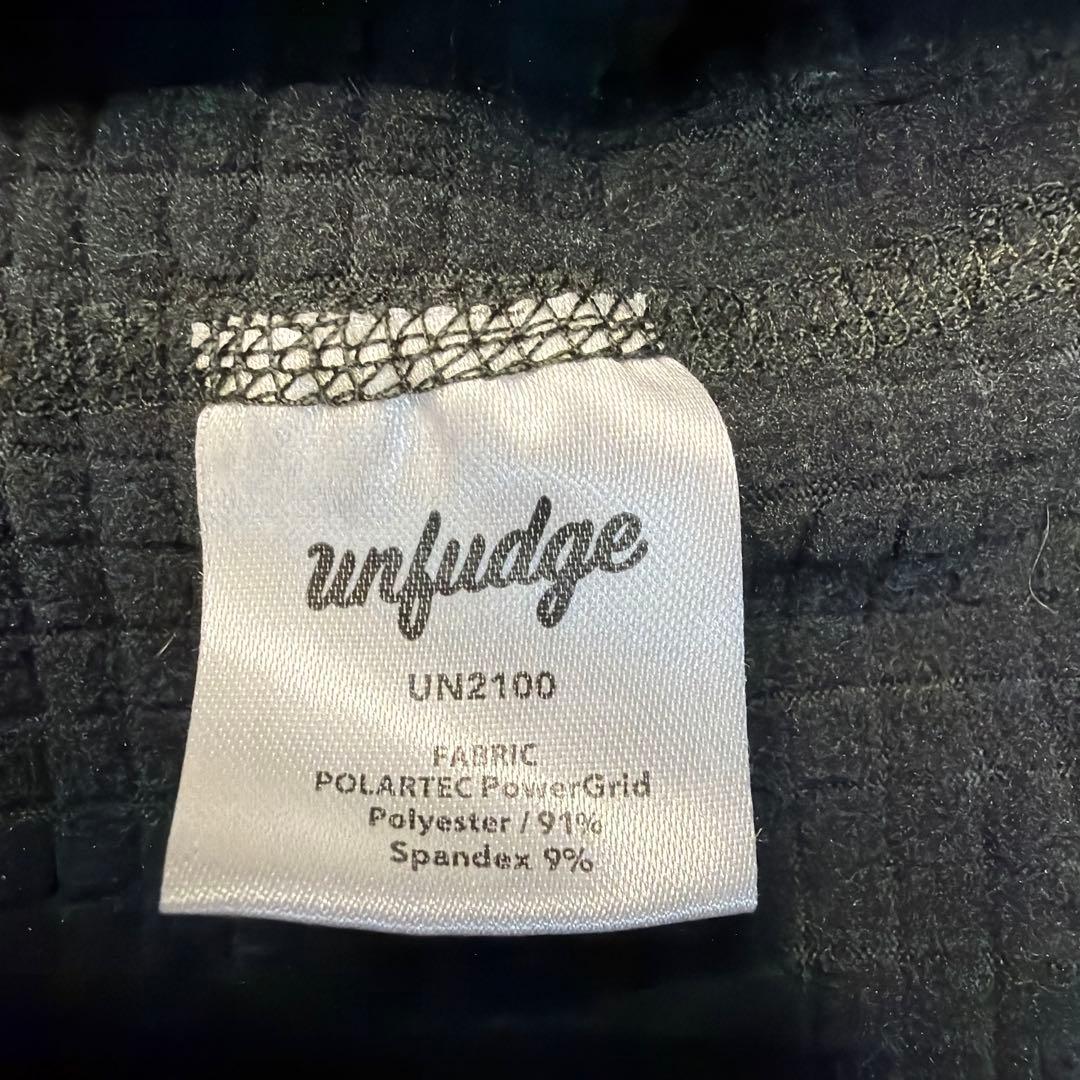 unfudge
UN2100
FABRIC
POLARTEC PowerGrid
Polyester / 91%
Spandex 9%